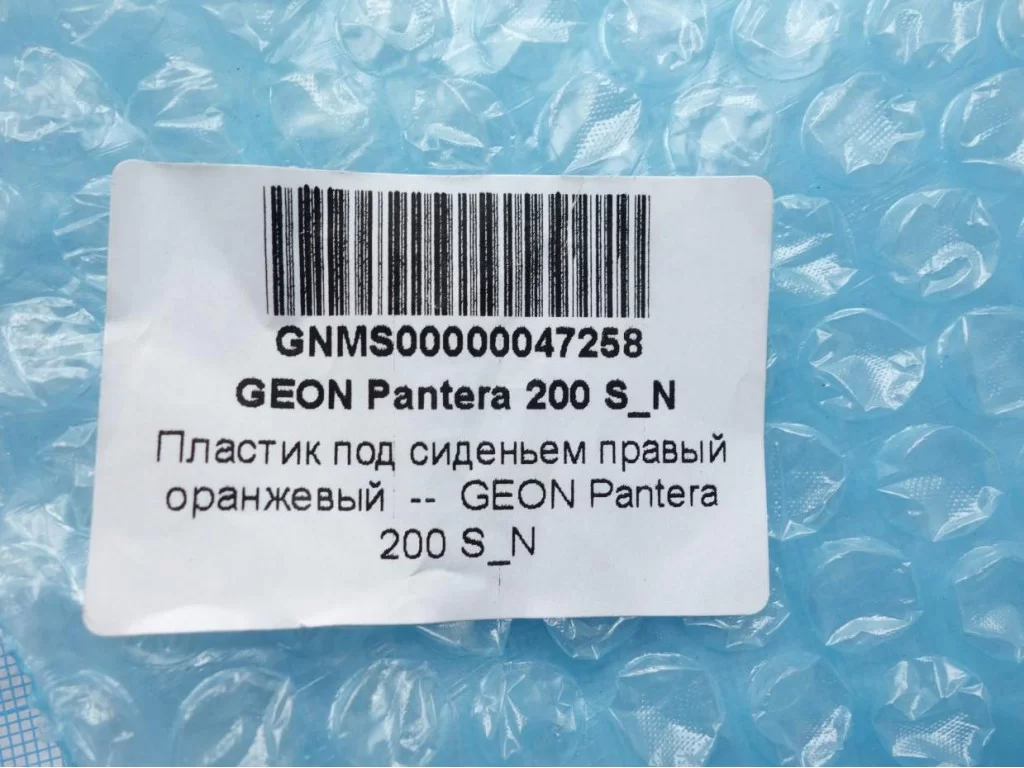 GNMS00000047258
GEON Pantera 200 S_N
Пластик под сиденьем правый
оранжевый -- GEON Pantera
200 S_N